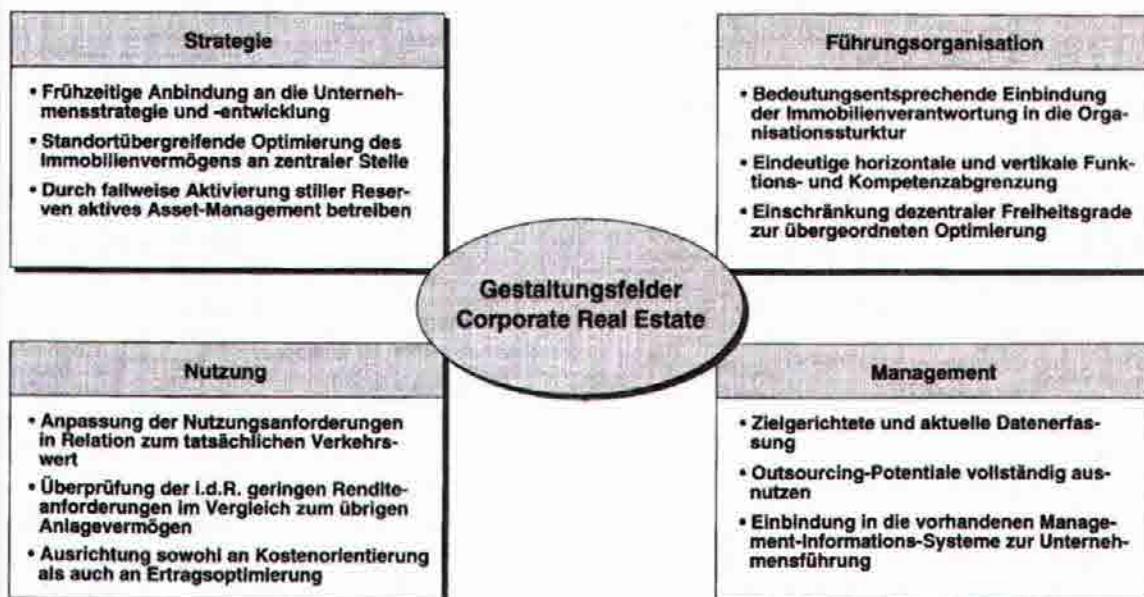 Strategie
• Frühzeitige Anbindung an die Unterneh-
mensstrategie und -entwicklung
• Standortübergreifende Optimierung des
Immobilienvermögens an zentraler Stelle
• Durch fallweise Aktivierung stiller Reser-
ven aktives Asset-Management betreiben
Führungsorganisation
• Bedeutungsentsprechende Einbindung
der Immobilienverantwortung in die Orga-
nisationssturktur
• Eindeutige horizontale und vertikale Funk-
tions- und Kompetenzabgrenzung
• Einschränkung dezentraler Freiheitsgrade
zur übergeordneten Optimierung
Gestaltungsfelder
Corporate Real Estate
Nutzung
• Anpassung der Nutzungsanforderungen
in Relation zum tatsächlichen Verkehrs-
wert
• Überprüfung der i.d.R. geringen Rendite-
anforderungen im Vergleich zum übrigen
Anlagevermögen
• Ausrichtung sowohl an Kostenorientierung
als auch an Ertragsoptimierung
Management
• Zielgerichtete und aktuelle Datenerfas-
sung
• Outsourcing-Potentiale vollständig aus-
nutzen
• Einbindung in die vorhandenen Manage-
ment-Informations-Systeme zur Unterneh-
mensführung